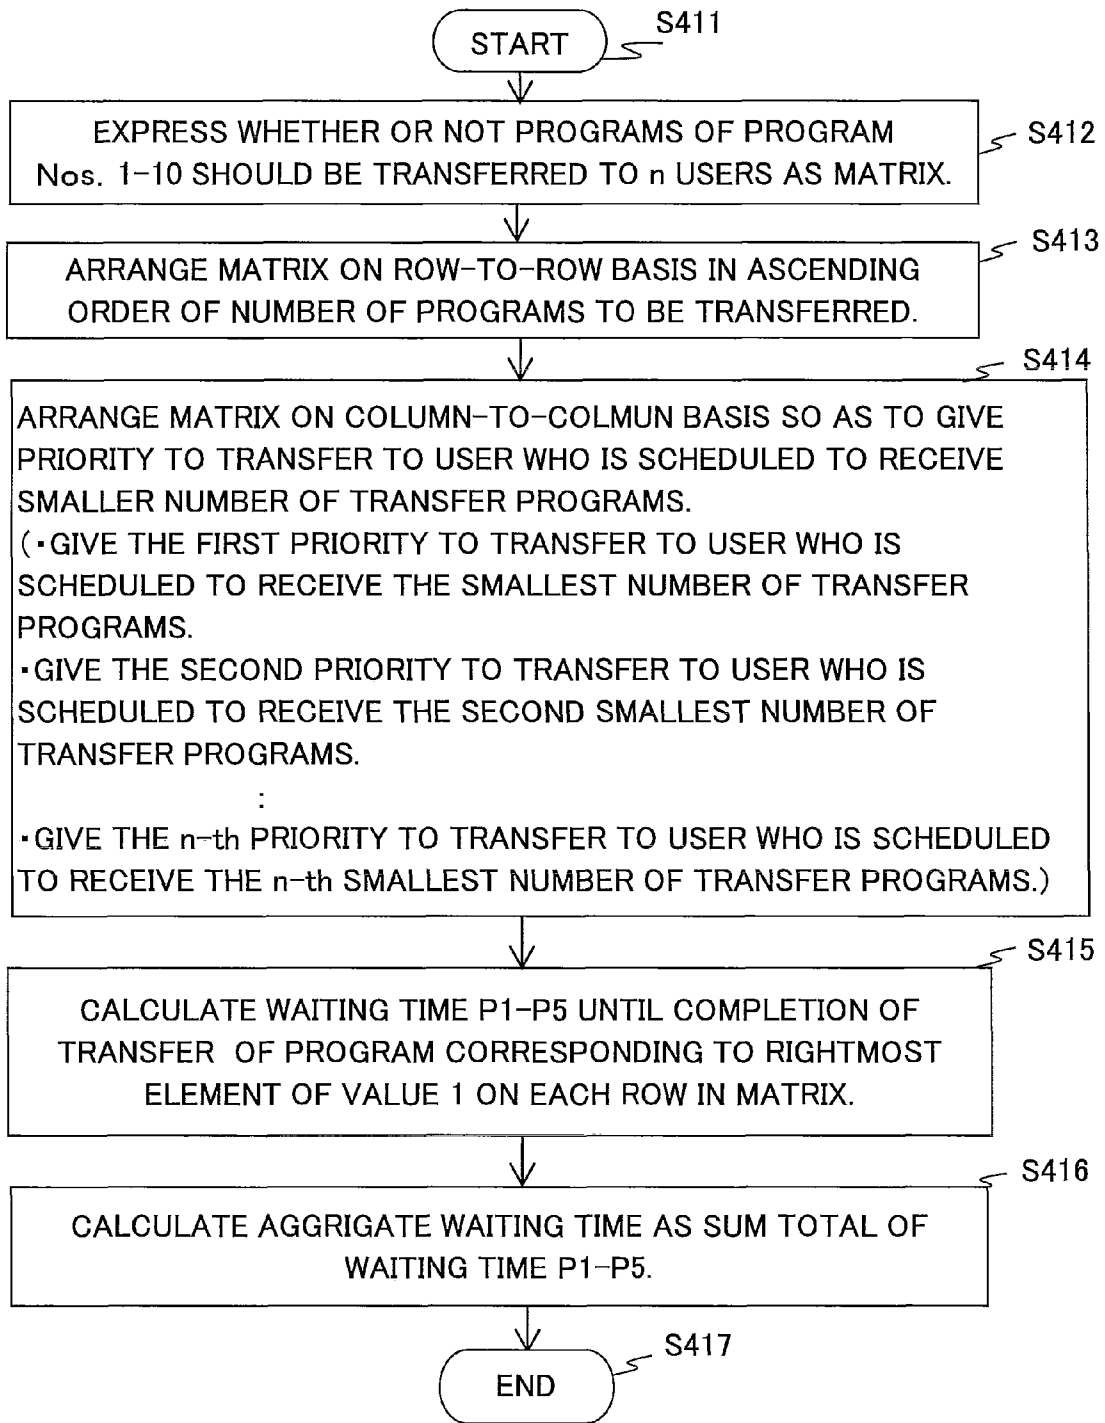 START
S411
EXPRESS WHETHER OR NOT PROGRAMS OF PROGRAM
Nos. 1-10 SHOULD BE TRANSFERRED TO n USERS AS MATRIX.
S412
ARRANGE MATRIX ON ROW-TO-ROW BASIS IN ASCENDING
ORDER OF NUMBER OF PROGRAMS TO BE TRANSFERRED.
S413
S414
ARRANGE MATRIX ON COLUMN-TO-COLMUN BASIS SO AS TO GIVE
PRIORITY TO TRANSFER TO USER WHO IS SCHEDULED TO RECEIVE
SMALLER NUMBER OF TRANSFER PROGRAMS.
(・GIVE THE FIRST PRIORITY TO TRANSFER TO USER WHO IS
SCHEDULED TO RECEIVE THE SMALLEST NUMBER OF TRANSFER
PROGRAMS.
・GIVE THE SECOND PRIORITY TO TRANSFER TO USER WHO IS
SCHEDULED TO RECEIVE THE SECOND SMALLEST NUMBER OF
TRANSFER PROGRAMS.
:
・GIVE THE n-th PRIORITY TO TRANSFER TO USER WHO IS SCHEDULED
TO RECEIVE THE n-th SMALLEST NUMBER OF TRANSFER PROGRAMS.)
S415
CALCULATE WAITING TIME P1-P5 UNTIL COMPLETION OF
TRANSFER OF PROGRAM CORRESPONDING TO RIGHTMOST
ELEMENT OF VALUE 1 ON EACH ROW IN MATRIX.
S416
CALCULATE AGGRIGATE WAITING TIME AS SUM TOTAL OF
WAITING TIME P1-P5.
S417
END